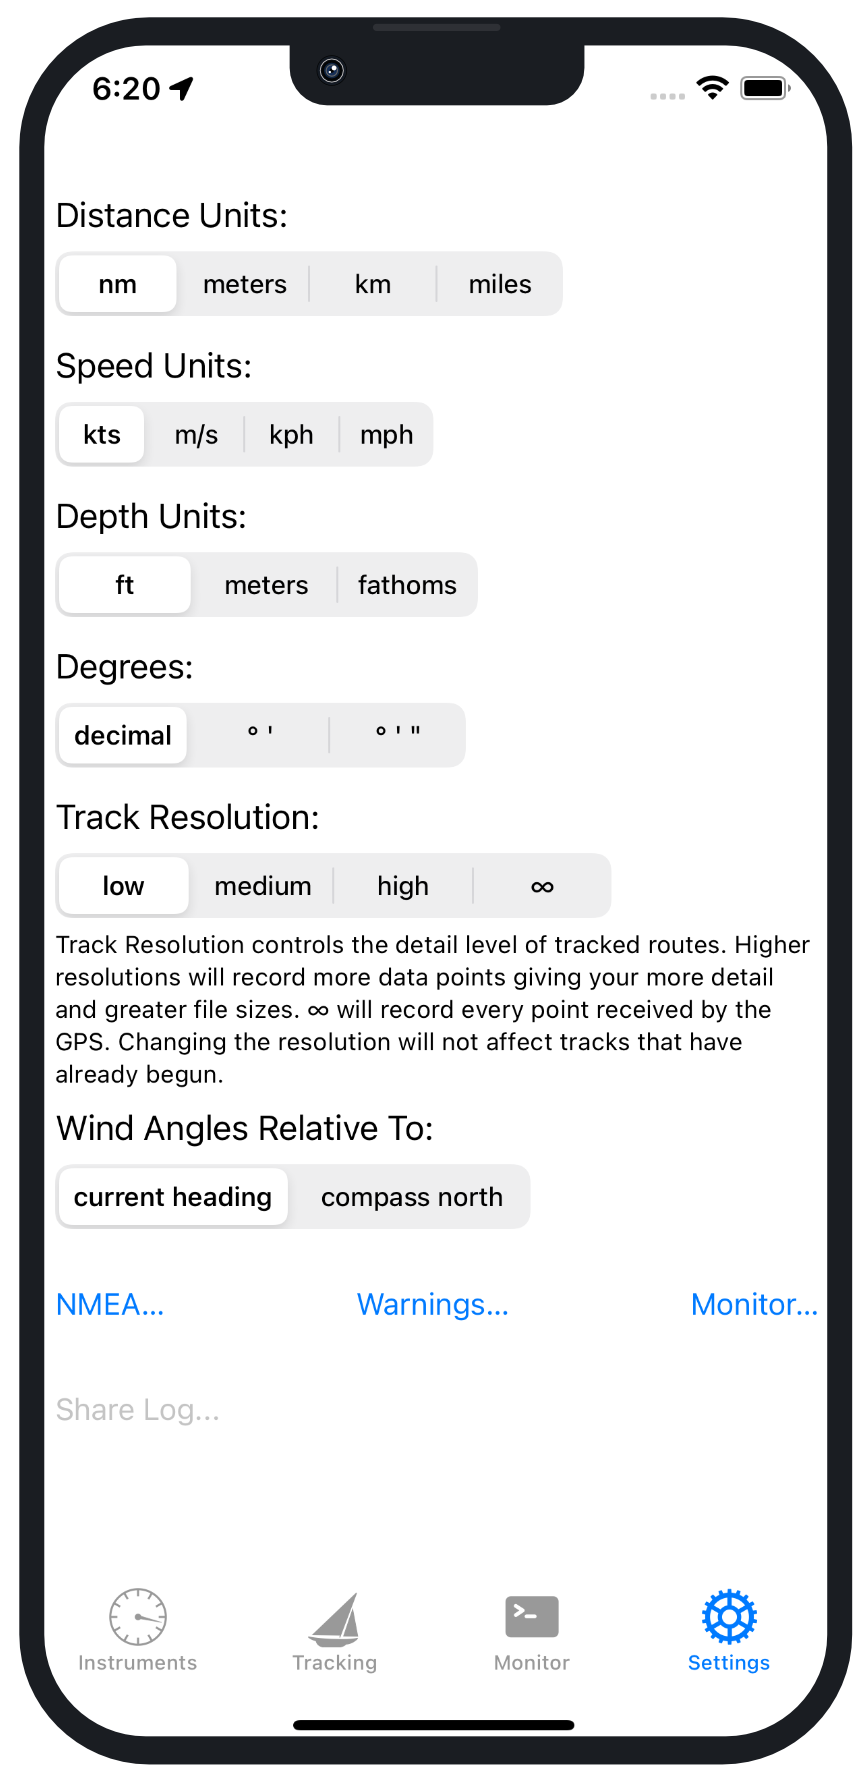 6:20
Distance Units:
nm meters km miles
Speed Units:
kts m/s kph mph
Depth Units:
ft meters fathoms
Degrees:
decimal ° ' ° ' "
Track Resolution:
low medium high ∞
Track Resolution controls the detail level of tracked routes. Higher
resolutions will record more data points giving your more detail
and greater file sizes. ∞ will record every point received by the
GPS. Changing the resolution will not affect tracks that have
already begun.
Wind Angles Relative To:
current heading compass north
NMEA... Warnings... Monitor...
Share Log...
Instruments Tracking Monitor Settings